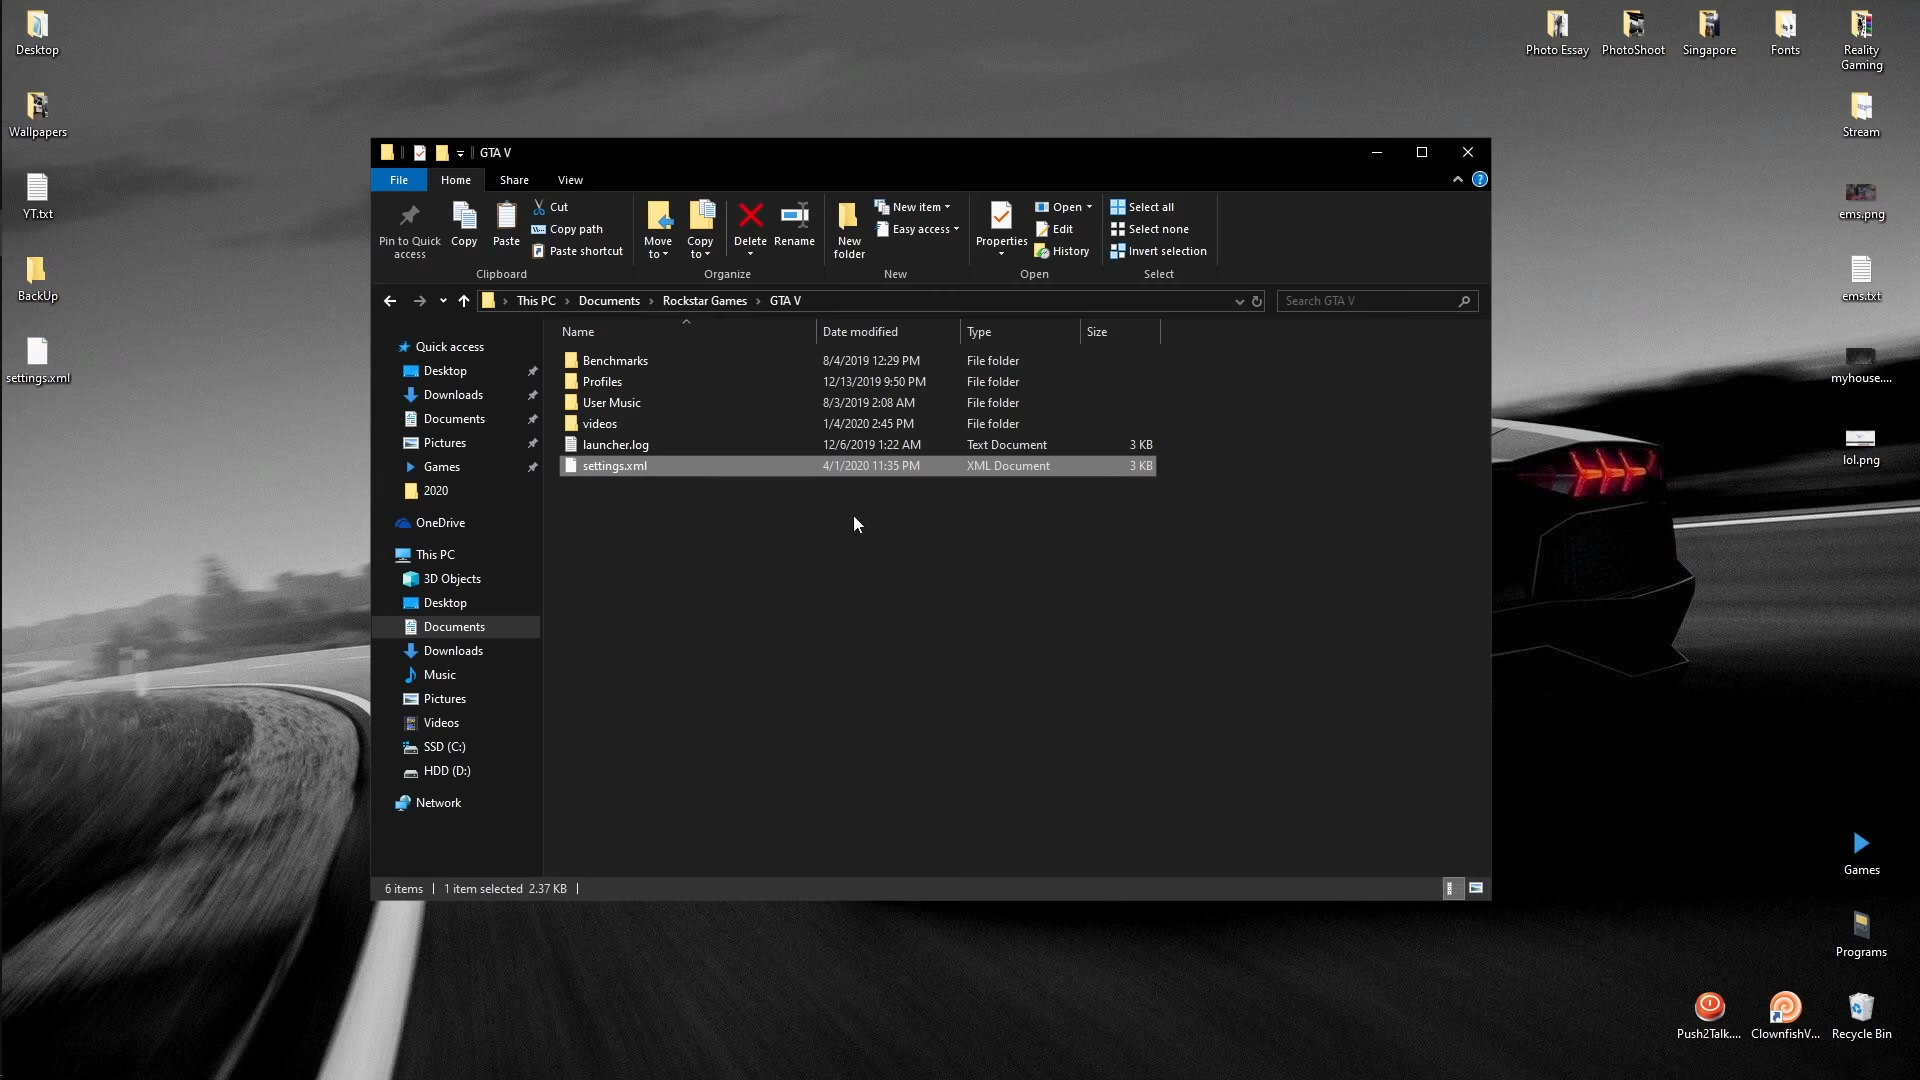 Desktop
Wallpapers
YT.txt
BackUp
settings.xml
Photo Essay
PhotoShoot
Singapore
Fonts
Reality
Gaming
Stream
ems.png
ems.txt
myhouse....
lol.png
Games
Programs
Push2Talk....
ClownfishV...
Recycle Bin
GTA V
File
Home
Share
View
Pin to Quick
access
Copy
Paste
Cut
Copy path
Paste shortcut
Clipboard
Move
to
Copy
to
Delete
Rename
Organize
New
folder
New item
Easy access
New
Properties
Open
Edit
History
Open
Select all
Select none
Invert selection
Select
This PC > Documents > Rockstar Games > GTA V
Search GTA V
Quick access
Desktop
Downloads
Documents
Pictures
Games
2020
OneDrive
This PC
3D Objects
Desktop
Documents
Downloads
Music
Pictures
Videos
SSD (C:)
HDD (D:)
Network
Name Date modified Type Size
Benchmarks 8/4/2019 12:29 PM File folder
Profiles 12/13/2019 9:50 PM File folder
User Music 8/3/2019 2:08 AM File folder
videos 1/4/2020 2:45 PM File folder
launcher.log 12/6/2019 1:22 AM Text Document 3 KB
settings.xml 4/1/2020 11:35 PM XML Document 3 KB
6 items | 1 item selected 2.37 KB |